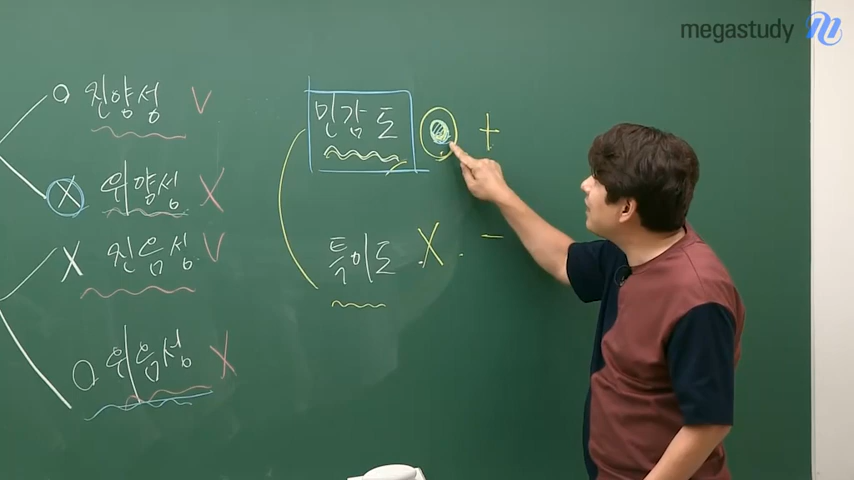 megastudy
O 진양성 V
X 위양성 X
X 진음성 V
O 위음성 X
민감도 O +
특이도 X -